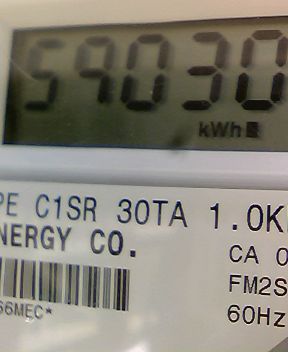 59030
kWh
PE C1SR 30TA 1.0K
NERGY CO.
CA 0
FM2S
66MEC*
60Hz